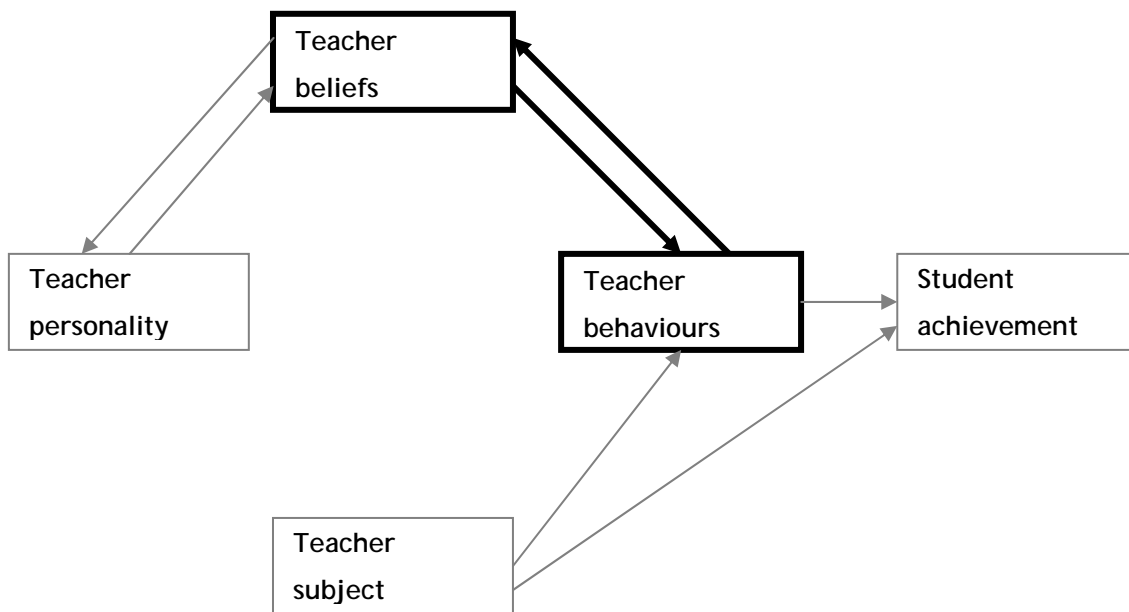 Teacher
beliefs
Teacher
personality
Teacher
behaviours
Student
achievement
Teacher
subject